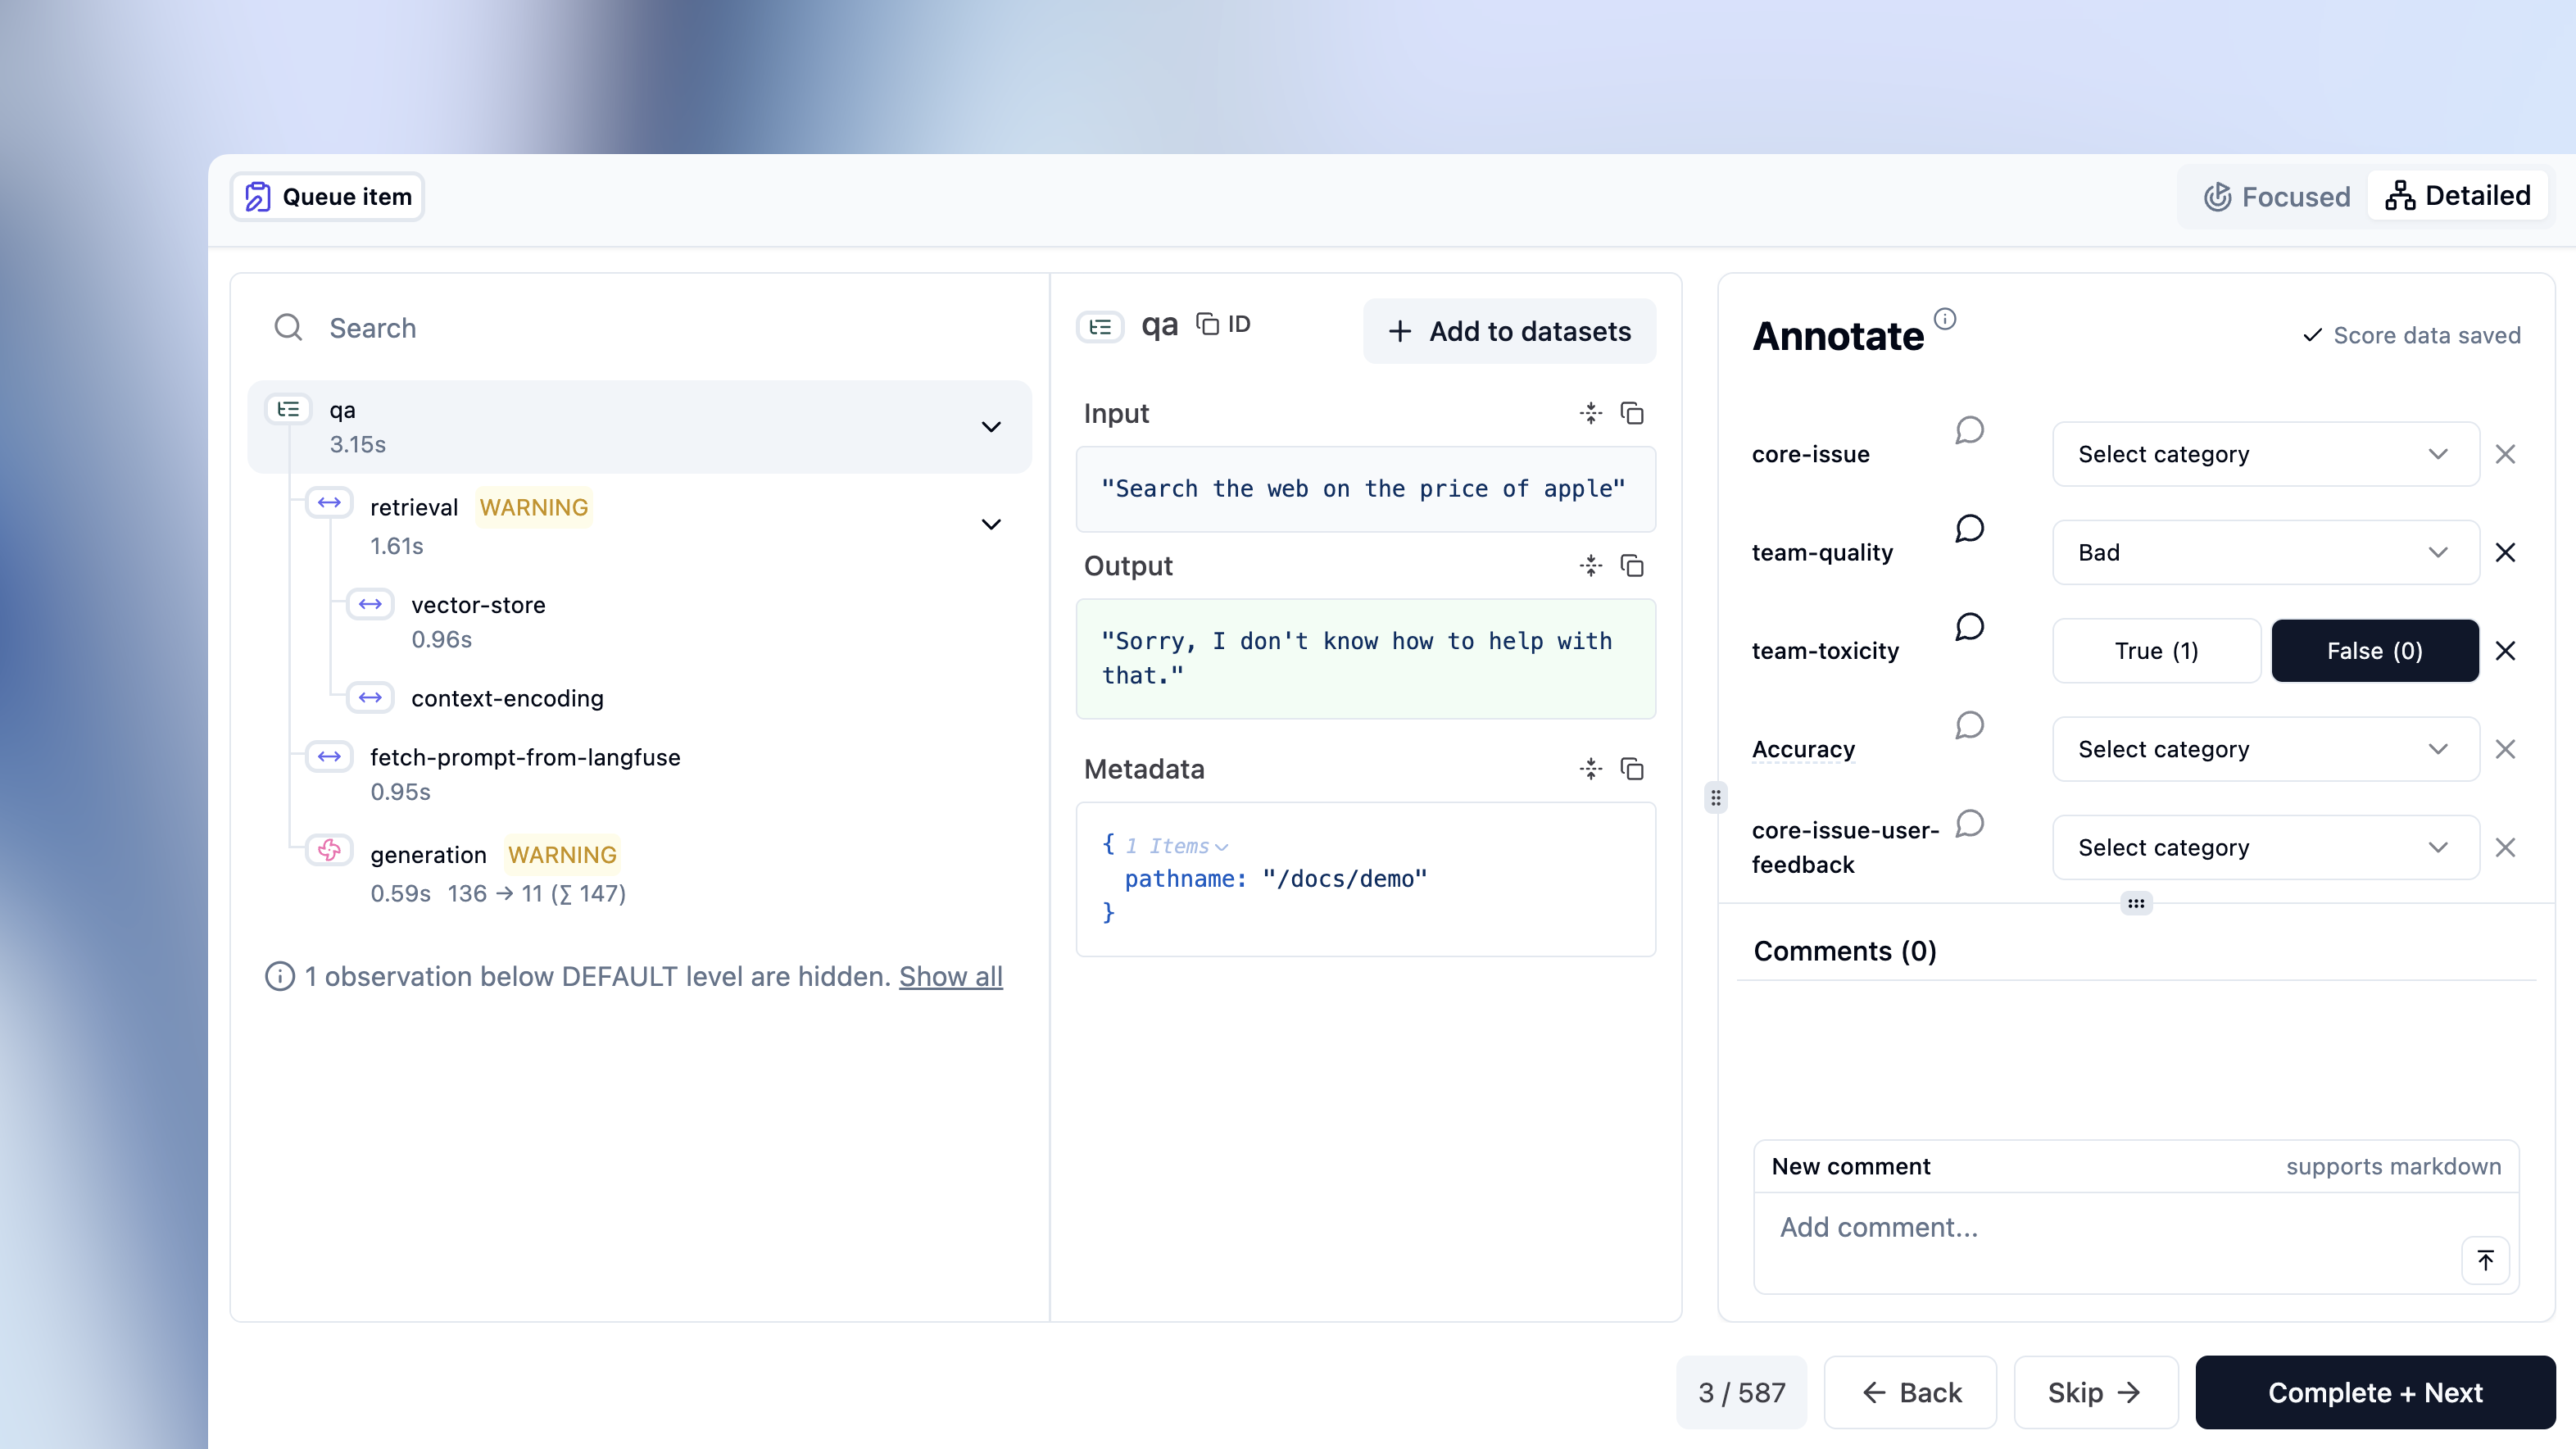 Queue item
Focused
Detailed
Search
qa
3.15s
retrieval WARNING
1.61s
vector-store
0.96s
context-encoding
fetch-prompt-from-langfuse
0.95s
generation WARNING
0.59s 136 → 11 (∑ 147)
1 observation below DEFAULT level are hidden. Show all
qa ID
+ Add to datasets
Input
"Search the web on the price of apple"
Output
"Sorry, I don't know how to help with
that."
Metadata
{ 1 Items
pathname: "/docs/demo"
}
Annotate
Score data saved
core-issue
Select category
team-quality
Bad
team-toxicity
True (1)
False (0)
Accuracy
Select category
core-issue-user-
feedback
Select category
Comments (0)
New comment
supports markdown
Add comment...
3 / 587
← Back
Skip →
Complete + Next